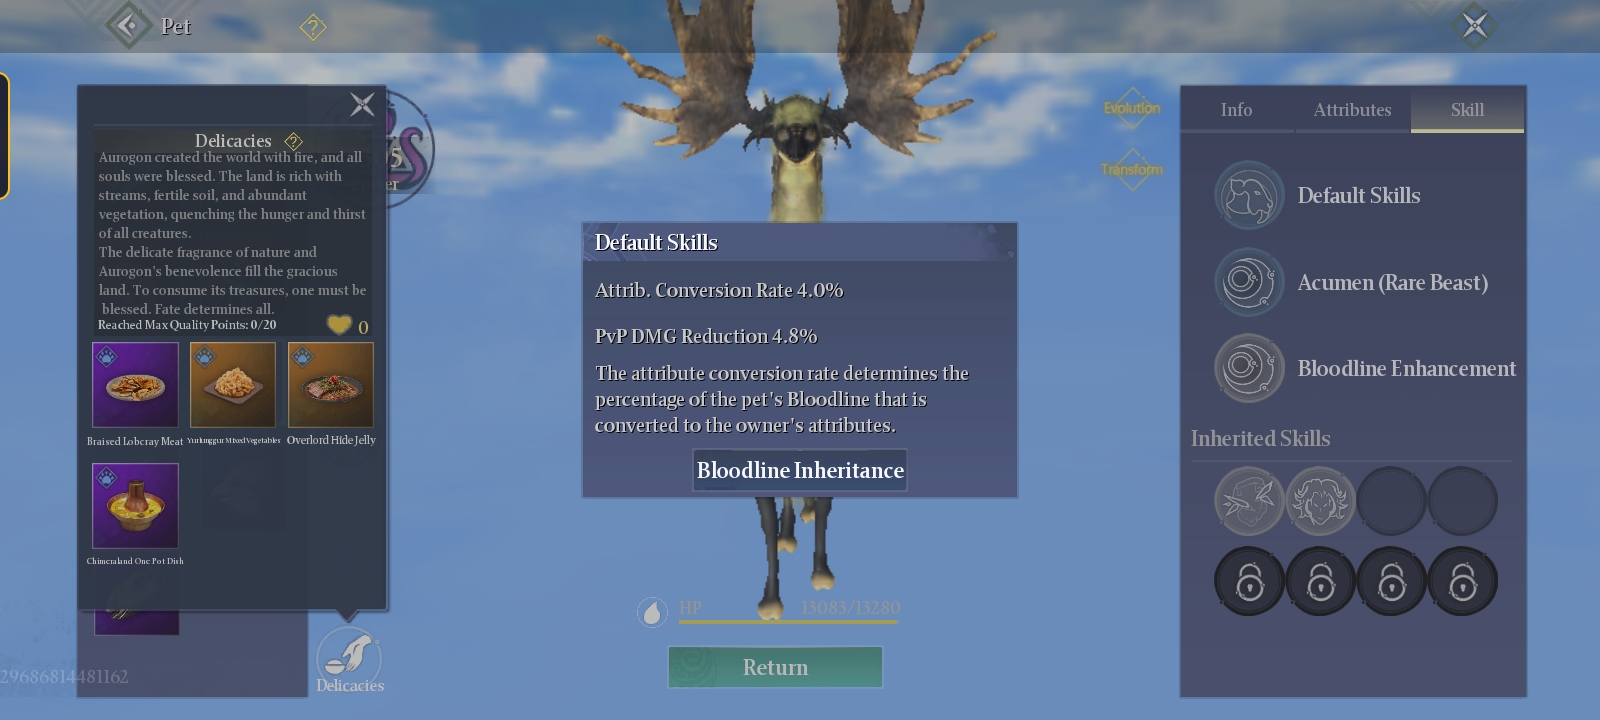 Pet
?
Delicacies ?
Aurogon created the world with fire, and all
souls were blessed. The land is rich with
streams, fertile soil, and abundant
vegetation, quenching the hunger and thirst
of all creatures.
The delicate fragrance of nature and
Aurogon's benevolence fill the gracious
land. To consume its treasures, one must be
blessed. Fate determines all.
Reached Max Quality Points: 0/20
0
Braised Lobcray Meat
Yurlunggur Mixed Vegetables
Overlord Hide Jelly
Chimeraland One Pot Dish
Delicacies
29686814481162
Evolution
Transform
Default Skills
Attrib. Conversion Rate 4.0%
PvP DMG Reduction 4.8%
The attribute conversion rate determines the
percentage of the pet's Bloodline that is
converted to the owner's attributes.
Bloodline Inheritance
HP 13083/13280
Return
Info Attributes Skill
Default Skills
Acumen (Rare Beast)
Bloodline Enhancement
Inherited Skills